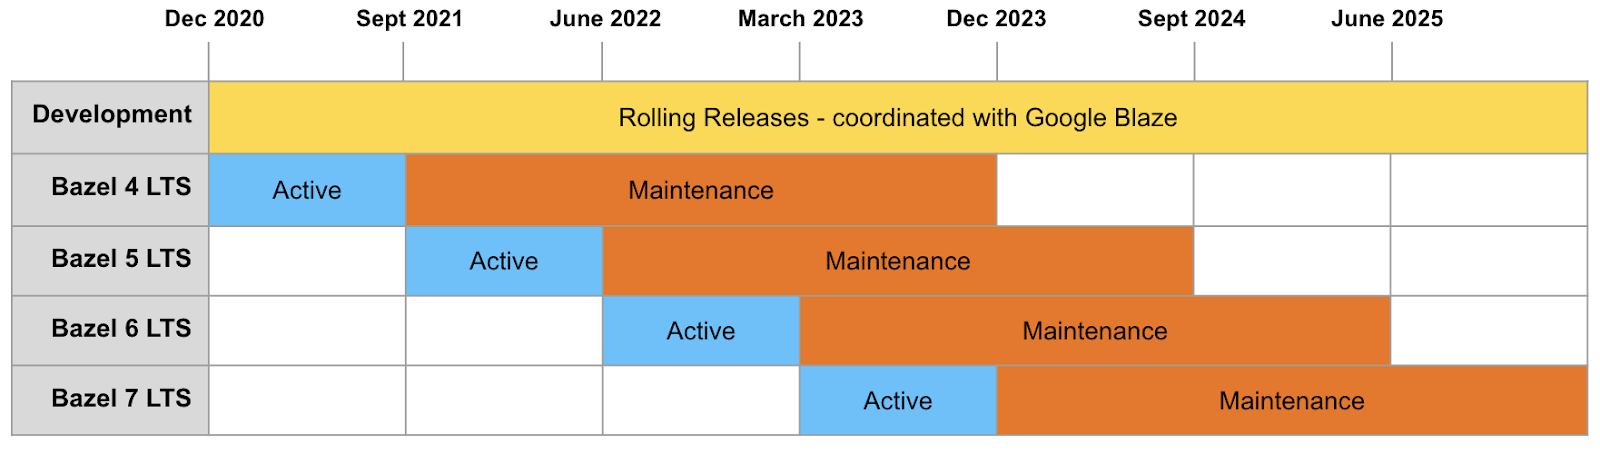 Dec 2020 Sept 2021 June 2022 March 2023 Dec 2023 Sept 2024 June 2025
Development Rolling Releases - coordinated with Google Blaze
Bazel 4 LTS Active Maintenance
Bazel 5 LTS Active Maintenance
Bazel 6 LTS Active Maintenance
Bazel 7 LTS Active Maintenance